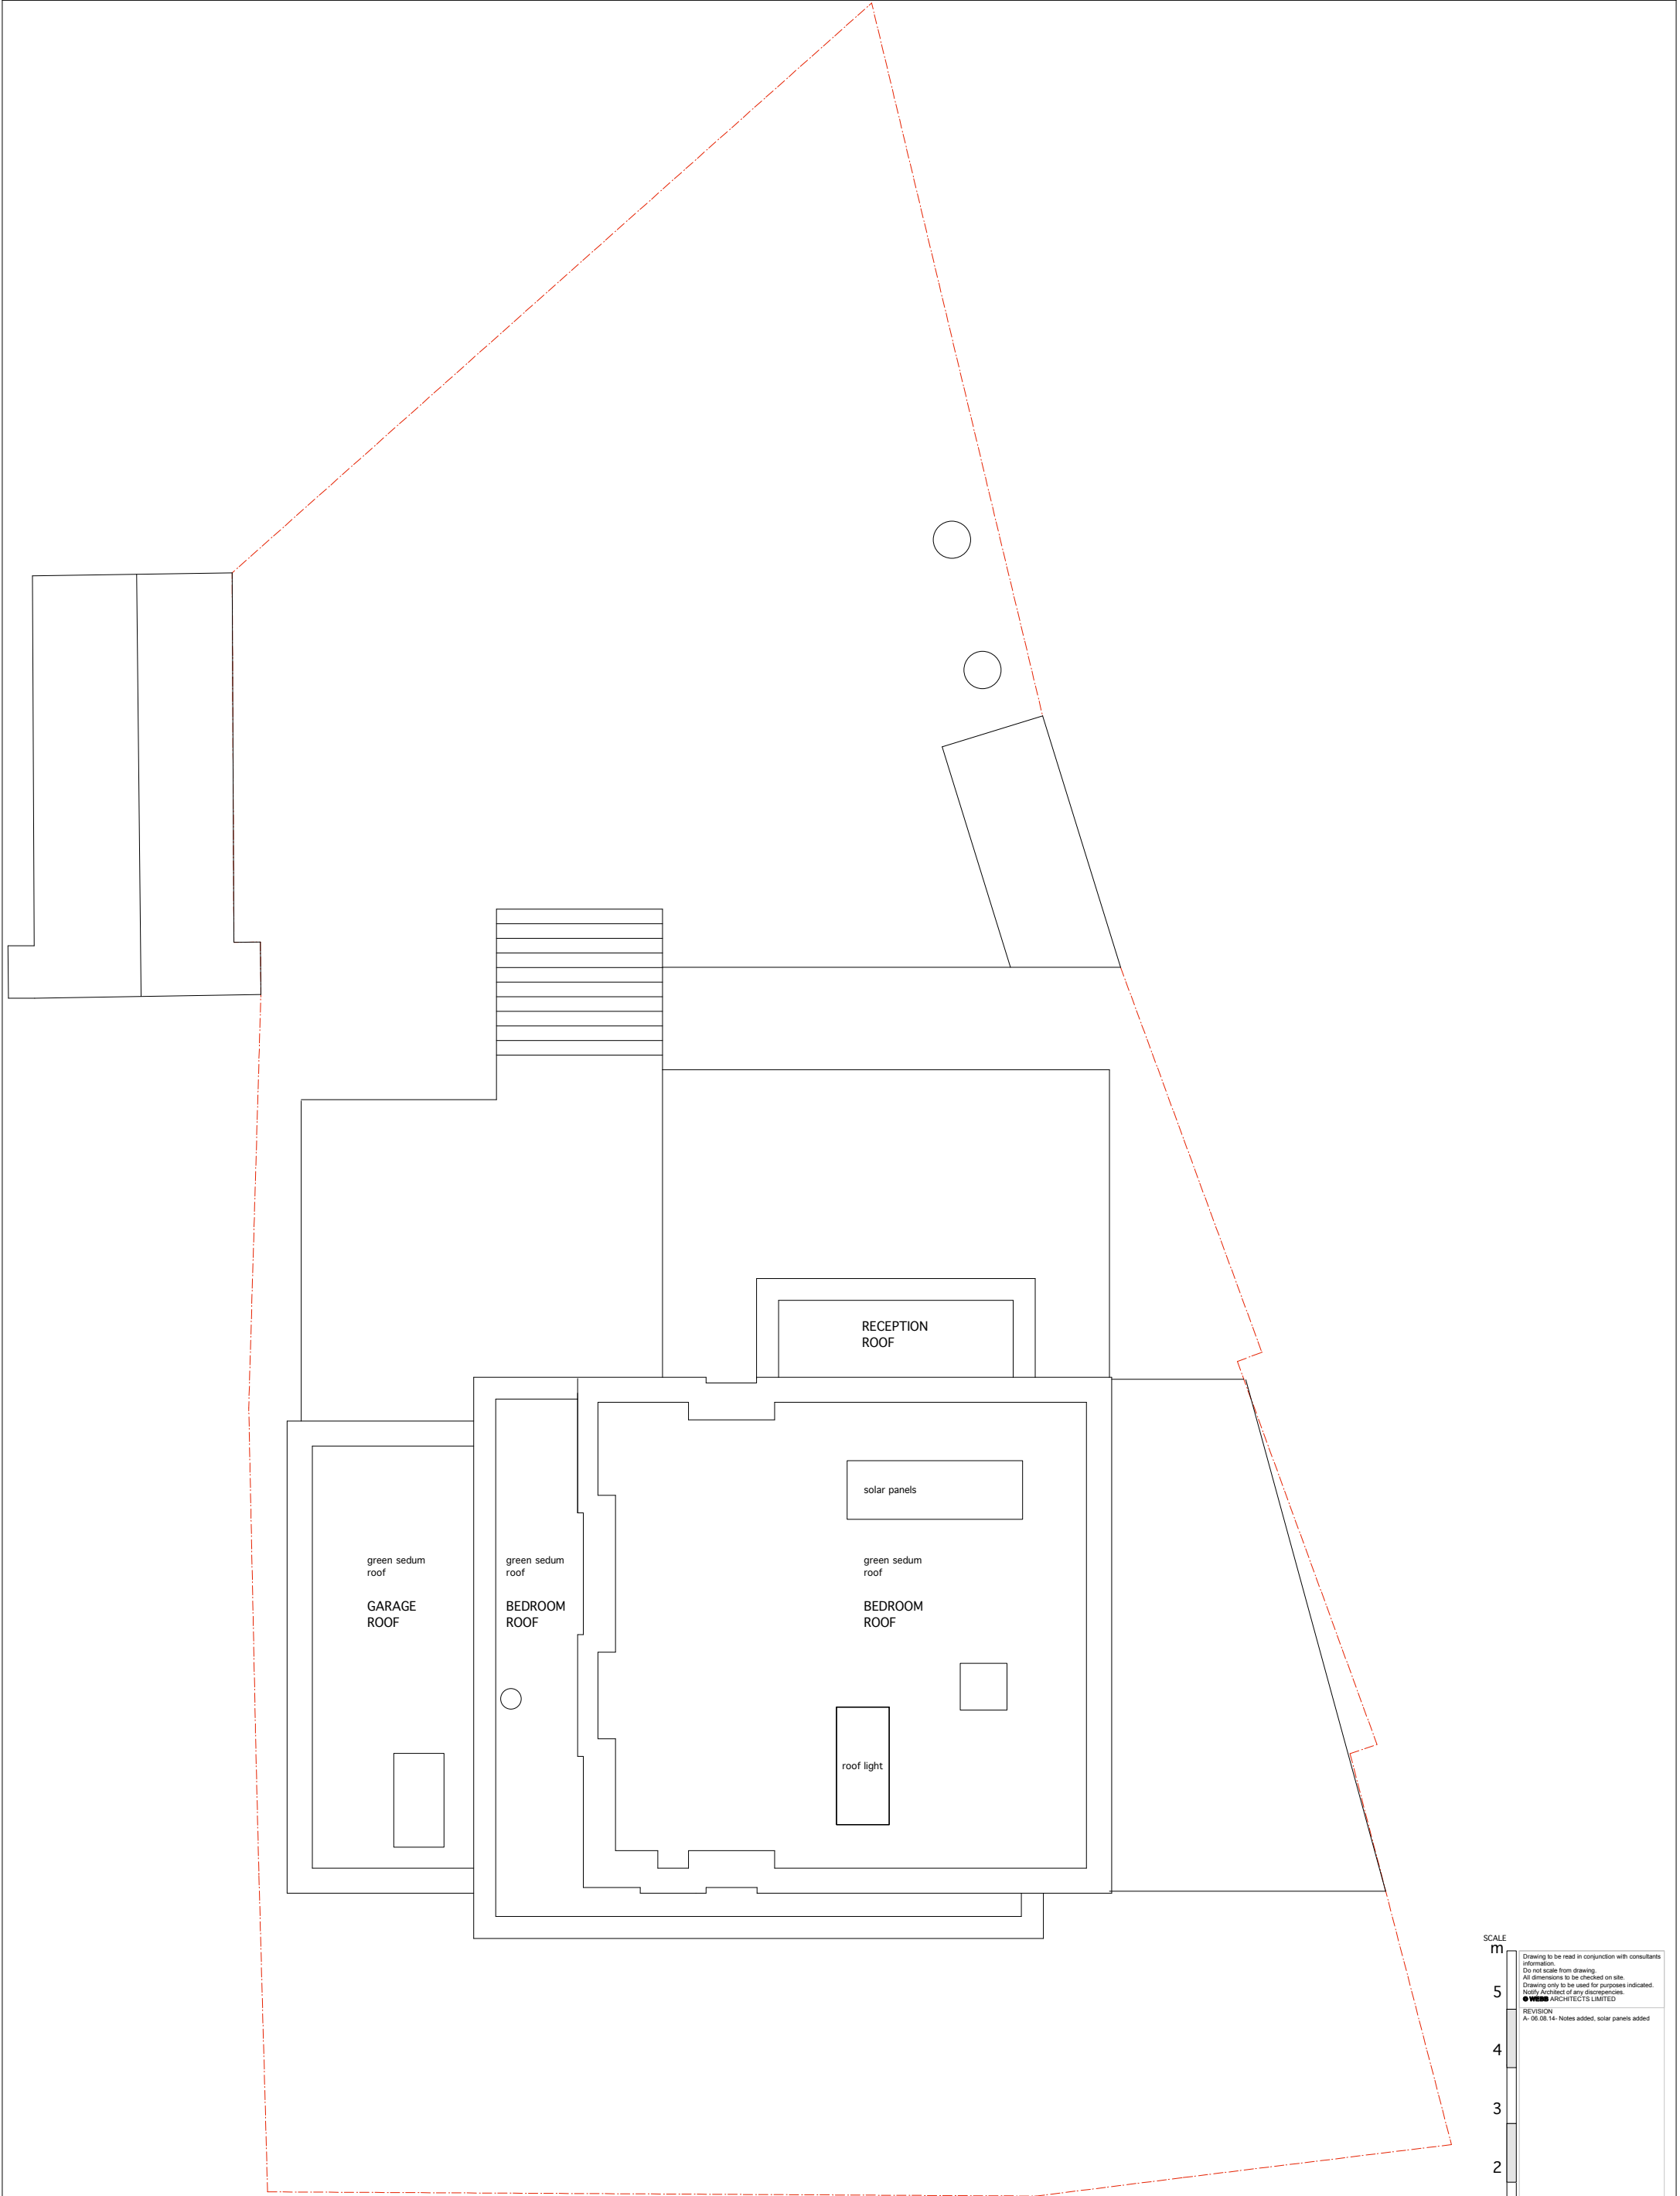 RECEPTION
ROOF
solar panels
green sedum
roof
GARAGE
ROOF
green sedum
roof
BEDROOM
ROOF
green sedum
roof
BEDROOM
ROOF
roof light
SCALE
m
5
4
3
2
Drawing to be read in conjunction with consultants
information.
Do not scale from drawing.
All dimensions to be checked on site.
Drawing only to be used for purposes indicated.
Notify Architect of any discrepancies.
© WEBB ARCHITECTS LIMITED
REVISION
A- 06.08.14- Notes added, solar panels added